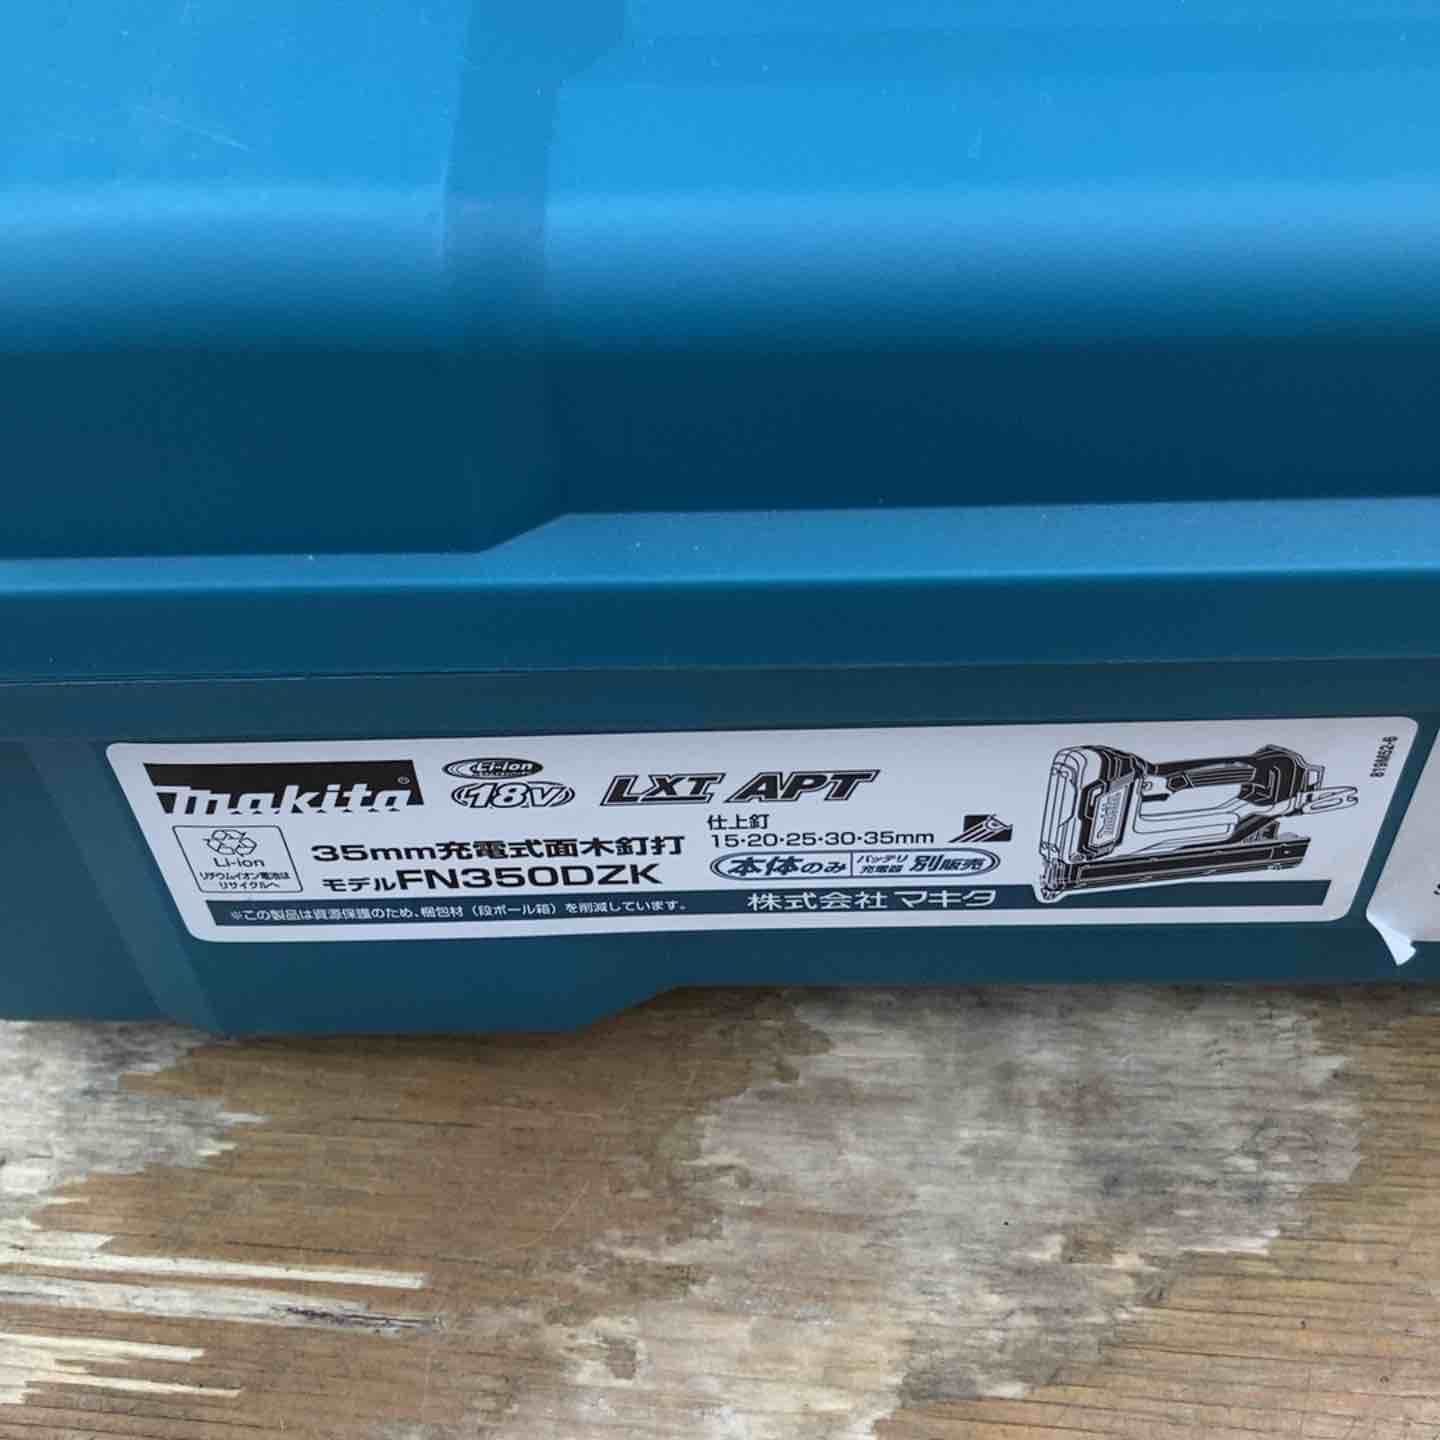 makita
Li-ion
18V
LXT APT
Li-ion
リチウムイオン電池は
リサイクルへ
35mm充電式面木釘打
モデルFN350DZK
仕上釘
15・20・25・30・35mm
本体のみ バッテリ 充電器 別販売
※この製品は資源保護のため、梱包材(段ボール箱)を削減しています。
株式会社 マキタ
makita
819M52-6